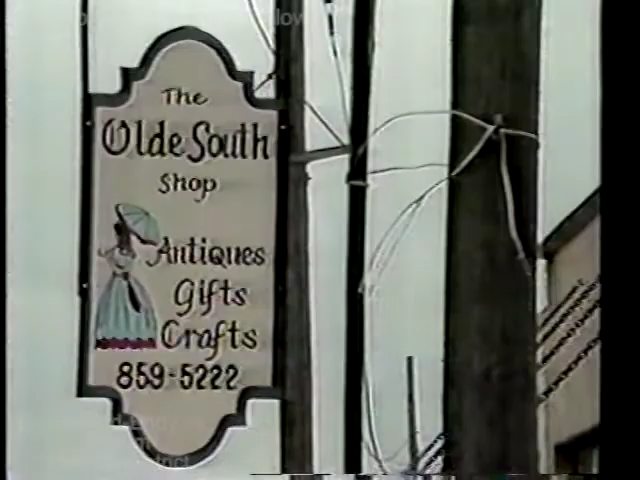 The
Olde South
Shop
Antiques
Gifts
Crafts
859-5222